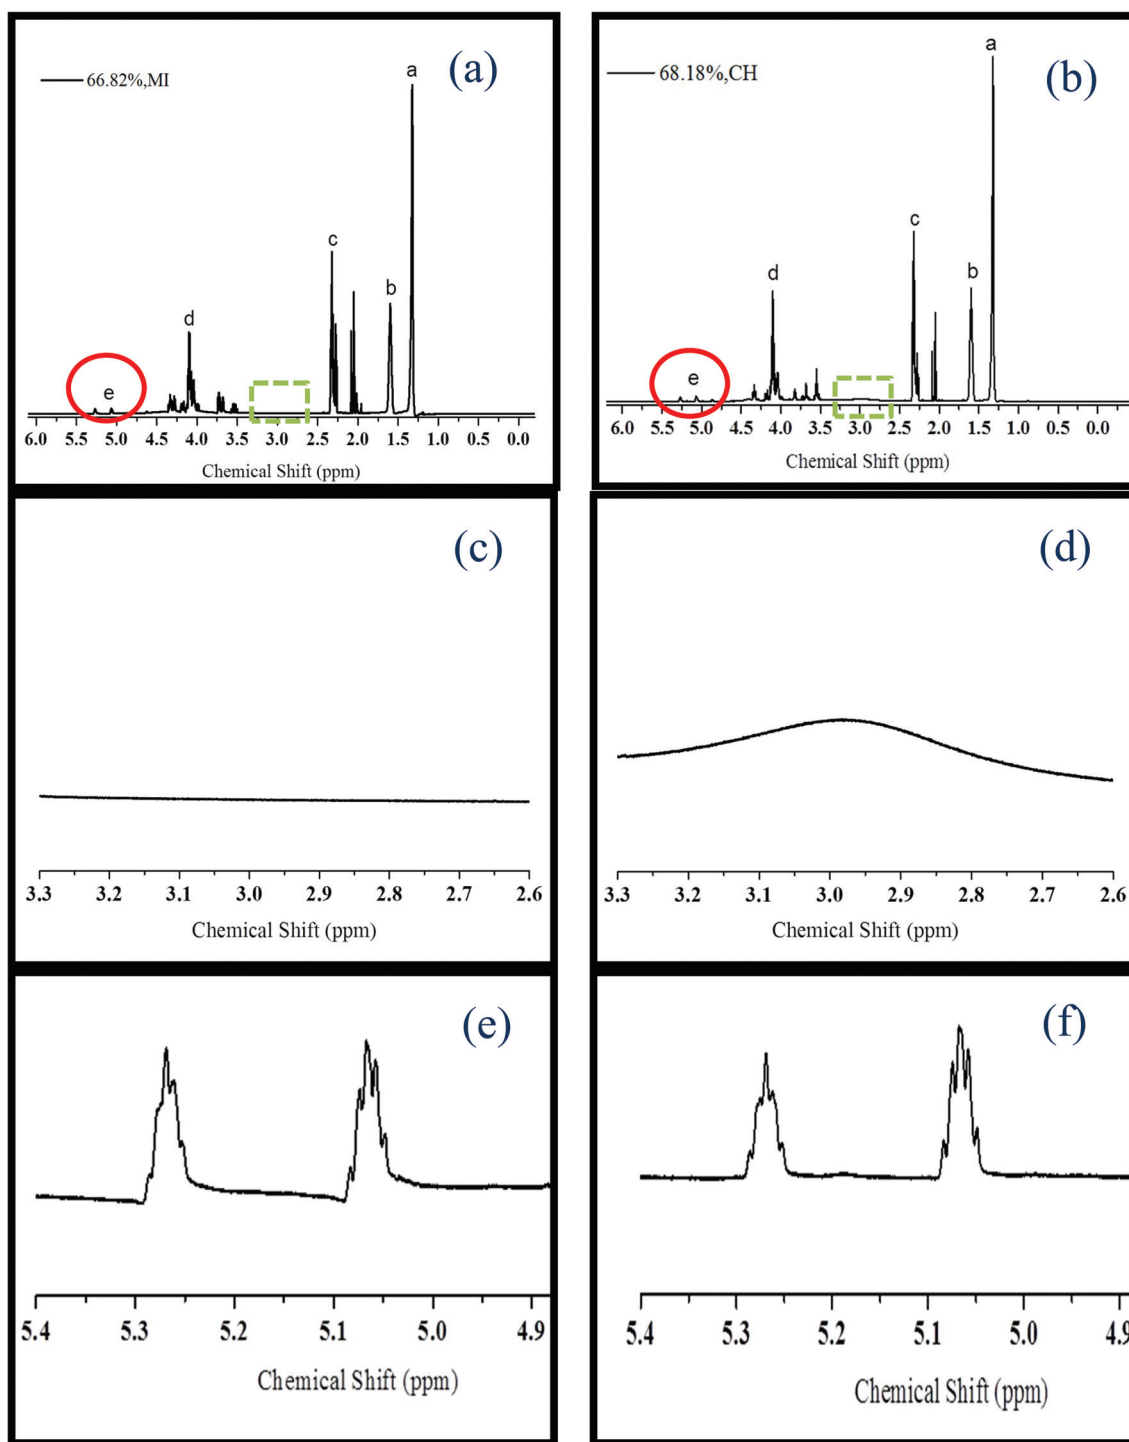 66.82%,MI
(a)
a
c
b
d
e
6.0 5.5 5.0 4.5 4.0 3.5 3.0 2.5 2.0 1.5 1.0 0.5 0.0
Chemical Shift (ppm)
68.18%,CH
(b)
a
c
d
b
e
6.0 5.5 5.0 4.5 4.0 3.5 3.0 2.5 2.0 1.5 1.0 0.5 0.0
Chemical Shift (ppm)
(c)
3.3 3.2 3.1 3.0 2.9 2.8 2.7 2.6
Chemical Shift (ppm)
(d)
3.3 3.2 3.1 3.0 2.9 2.8 2.7 2.6
Chemical Shift (ppm)
(e)
5.4 5.3 5.2 5.1 5.0 4.9
Chemical Shift (ppm)
(f)
5.4 5.3 5.2 5.1 5.0 4.9
Chemical Shift (ppm)